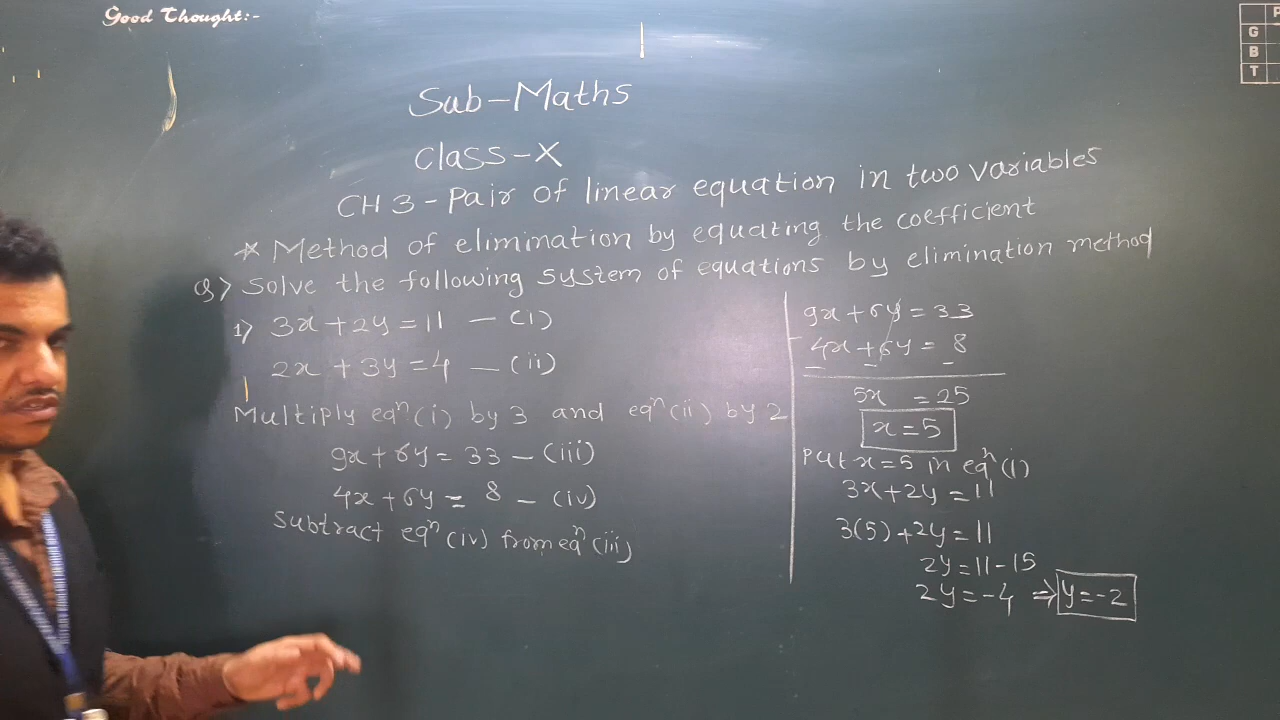 Good Thought:-
P
G
B
T
Sub-Maths
Class-X
CH 3-Pair of linear equation in two variables
* Method of elimination by equating the coefficient
Q> Solve the following system of equations by elimination method
1) 3x+2y=11 - (i)
2x+3y=4 - (ii)
Multiply eqⁿ(i) by 3 and eqⁿ(ii) by 2
9x+6y=33 - (iii)
4x+6y=8 - (iv)
Subtract eqⁿ(iv) from eqⁿ(iii)
9x+6y=33
4x+6y=8
- - -
5x =25
x=5
Put x=5 in eqⁿ(i)
3x+2y=11
3(5)+2y=11
2y=11-15
2y=-4 ⇒ y=-2